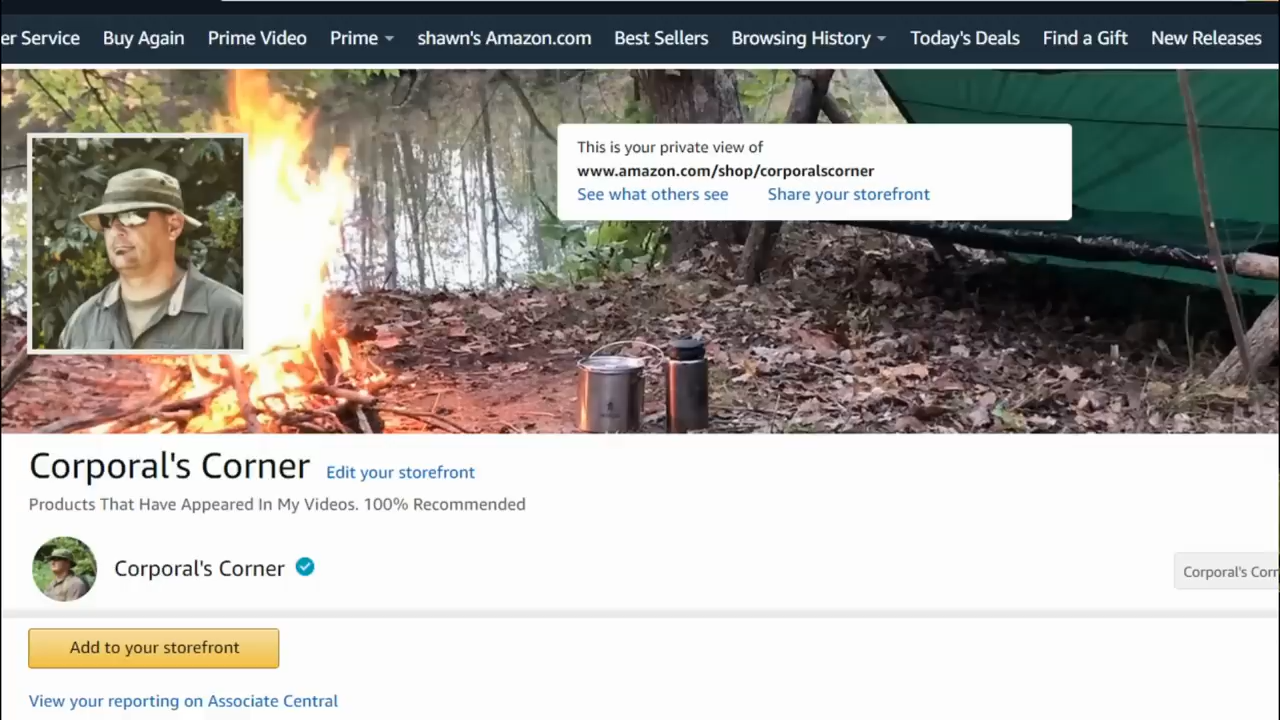 er Service Buy Again Prime Video Prime shawn's Amazon.com Best Sellers Browsing History Today's Deals Find a Gift New Releases
This is your private view of
www.amazon.com/shop/corporalscorner
See what others see Share your storefront
Corporal's Corner Edit your storefront
Products That Have Appeared In My Videos. 100% Recommended
Corporal's Corner
Corporal's Corr
Add to your storefront
View your reporting on Associate Central